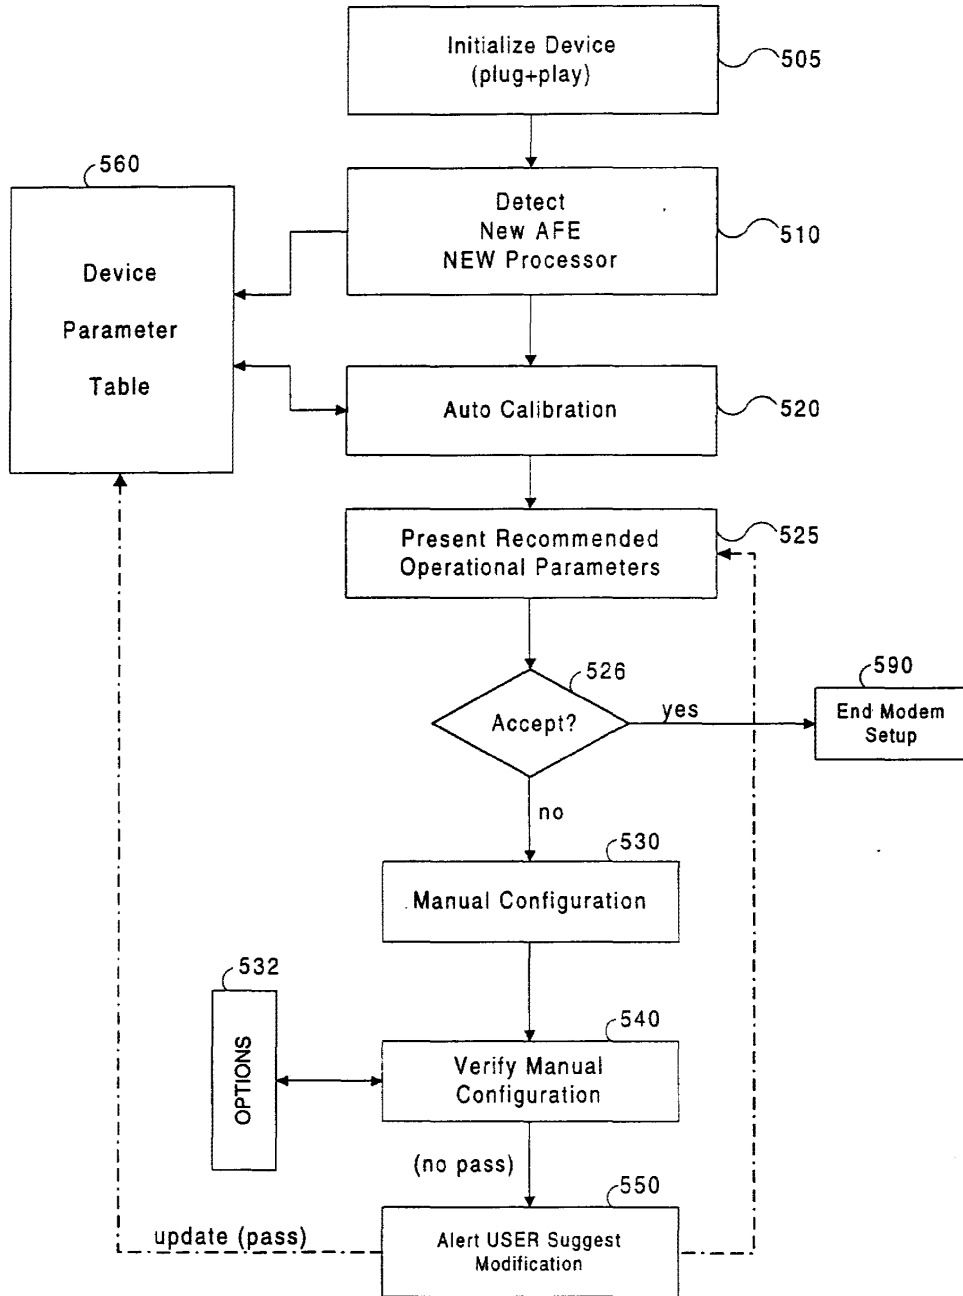 Initialize Device
(plug+play)
505
560
Detect
New AFE
NEW Processor
510
Device
Parameter
Table
Auto Calibration
520
Present Recommended
Operational Parameters
525
526
Accept?
yes
590
End Modem
Setup
no
530
Manual Configuration
532
OPTIONS
540
Verify Manual
Configuration
(no pass)
550
update (pass)
Alert USER Suggest
Modification